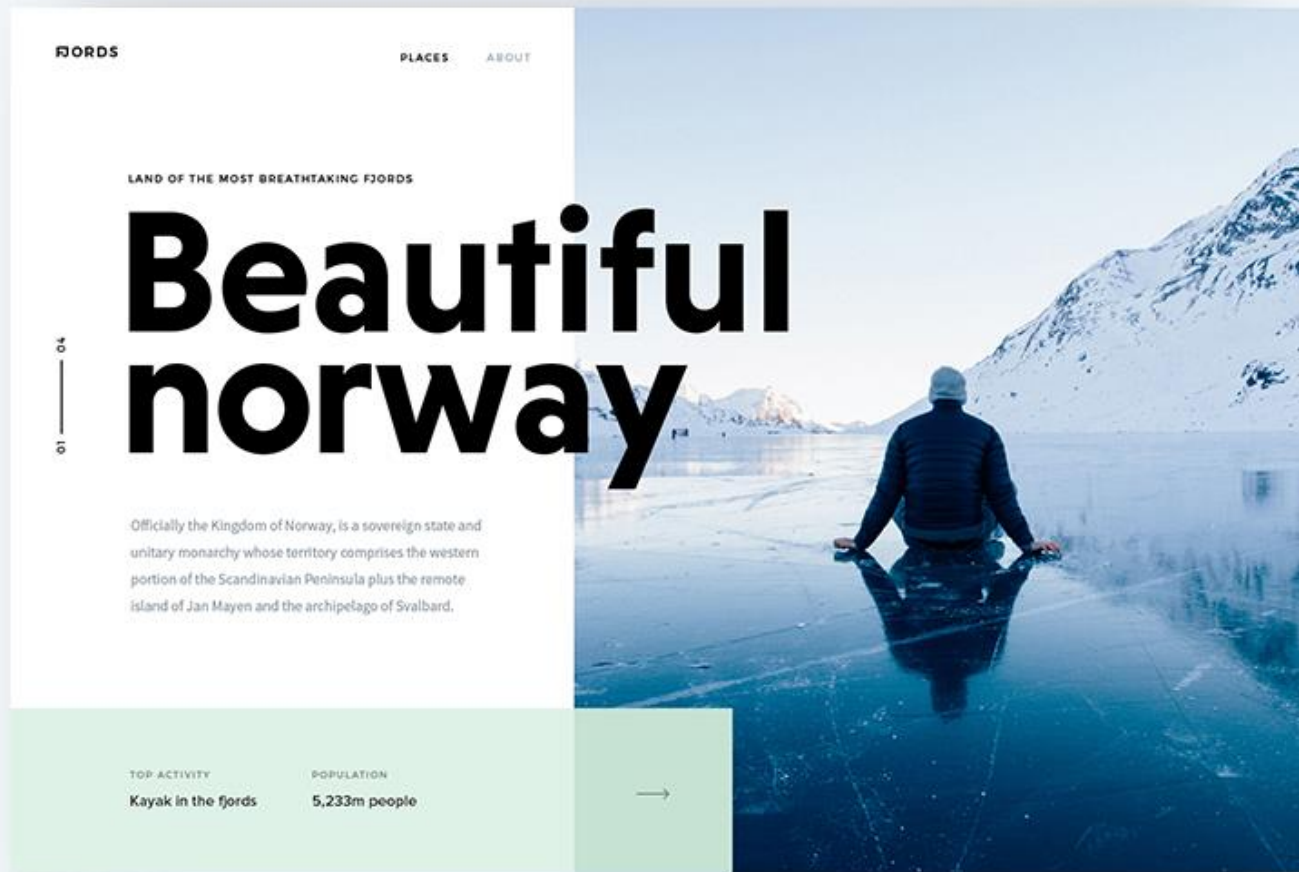 FJORDS
PLACES ABOUT
LAND OF THE MOST BREATHTAKING FJORDS
Beautiful
norway
04
01
Officially the Kingdom of Norway, is a sovereign state and
unitary monarchy whose territory comprises the western
portion of the Scandinavian Peninsula plus the remote
island of Jan Mayen and the archipelago of Svalbard.
TOP ACTIVITY
Kayak in the fjords
POPULATION
5,233m people